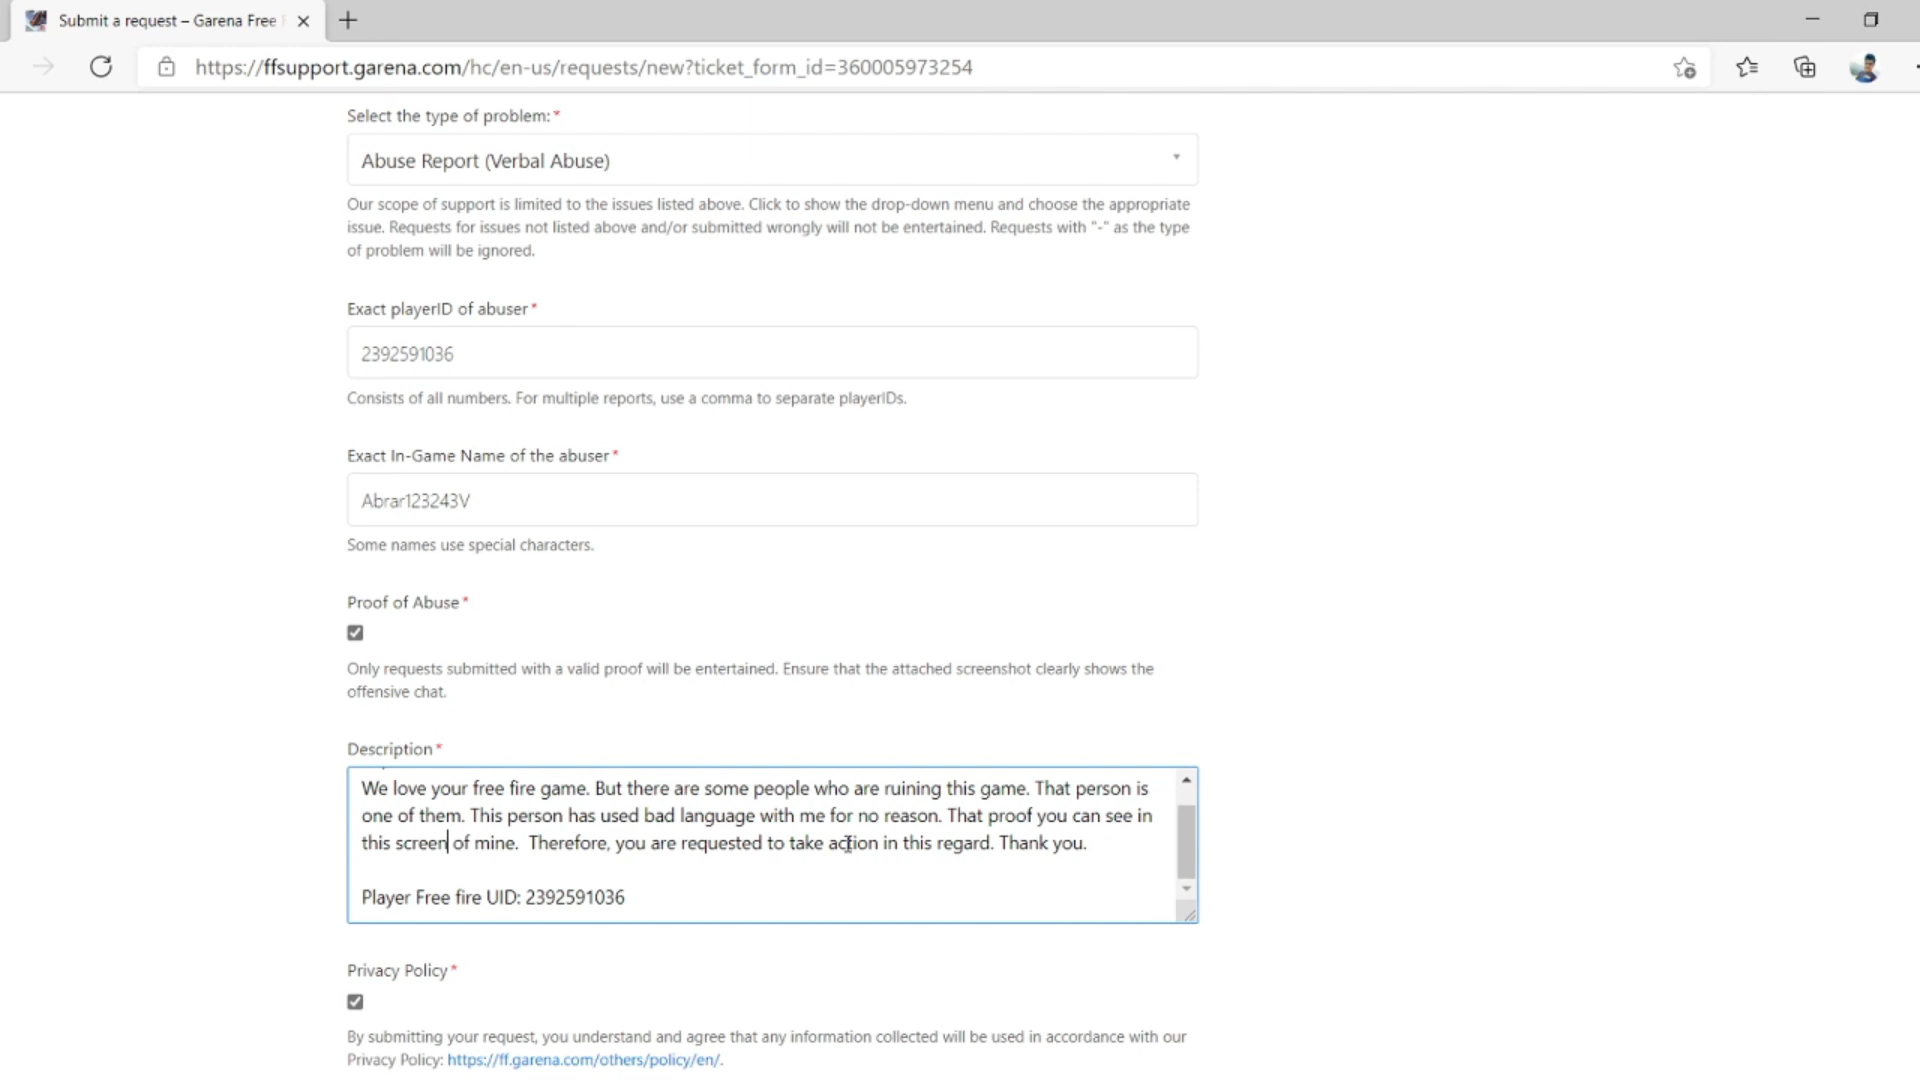 Submit a request – Garena Free
https://ffsupport.garena.com/hc/en-us/requests/new?ticket_form_id=360005973254
Select the type of problem:*
Abuse Report (Verbal Abuse)
Our scope of support is limited to the issues listed above. Click to show the drop-down menu and choose the appropriate
issue. Requests for issues not listed above and/or submitted wrongly will not be entertained. Requests with "-" as the type
of problem will be ignored.
Exact playerID of abuser*
2392591036
Consists of all numbers. For multiple reports, use a comma to separate playerIDs.
Exact In-Game Name of the abuser*
Abrar123243V
Some names use special characters.
Proof of Abuse*
Only requests submitted with a valid proof will be entertained. Ensure that the attached screenshot clearly shows the
offensive chat.
Description*
We love your free fire game. But there are some people who are ruining this game. That person is
one of them. This person has used bad language with me for no reason. That proof you can see in
this screen of mine.  Therefore, you are requested to take action in this regard. Thank you.
Player Free fire UID: 2392591036
Privacy Policy*
By submitting your request, you understand and agree that any information collected will be used in accordance with our
Privacy Policy: https://ff.garena.com/others/policy/en/.